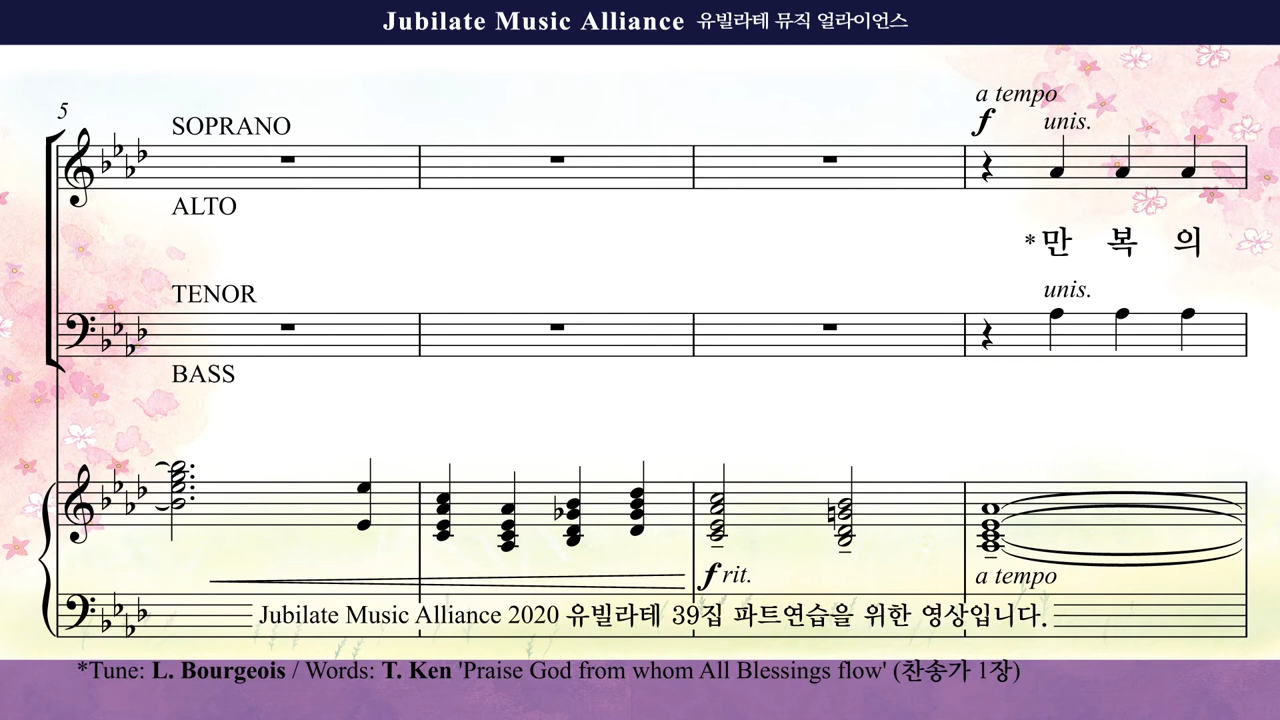 Jubilate Music Alliance 유빌라테 뮤직 얼라이언스
a tempo
5
f unis.
SOPRANO
ALTO
*만 복 의
unis.
TENOR
BASS
f rit.
a tempo
Jubilate Music Alliance 2020 유빌라테 39집 파트연습을 위한 영상입니다.
*Tune: L. Bourgeois / Words: T. Ken 'Praise God from whom All Blessings flow' (찬송가 1장)